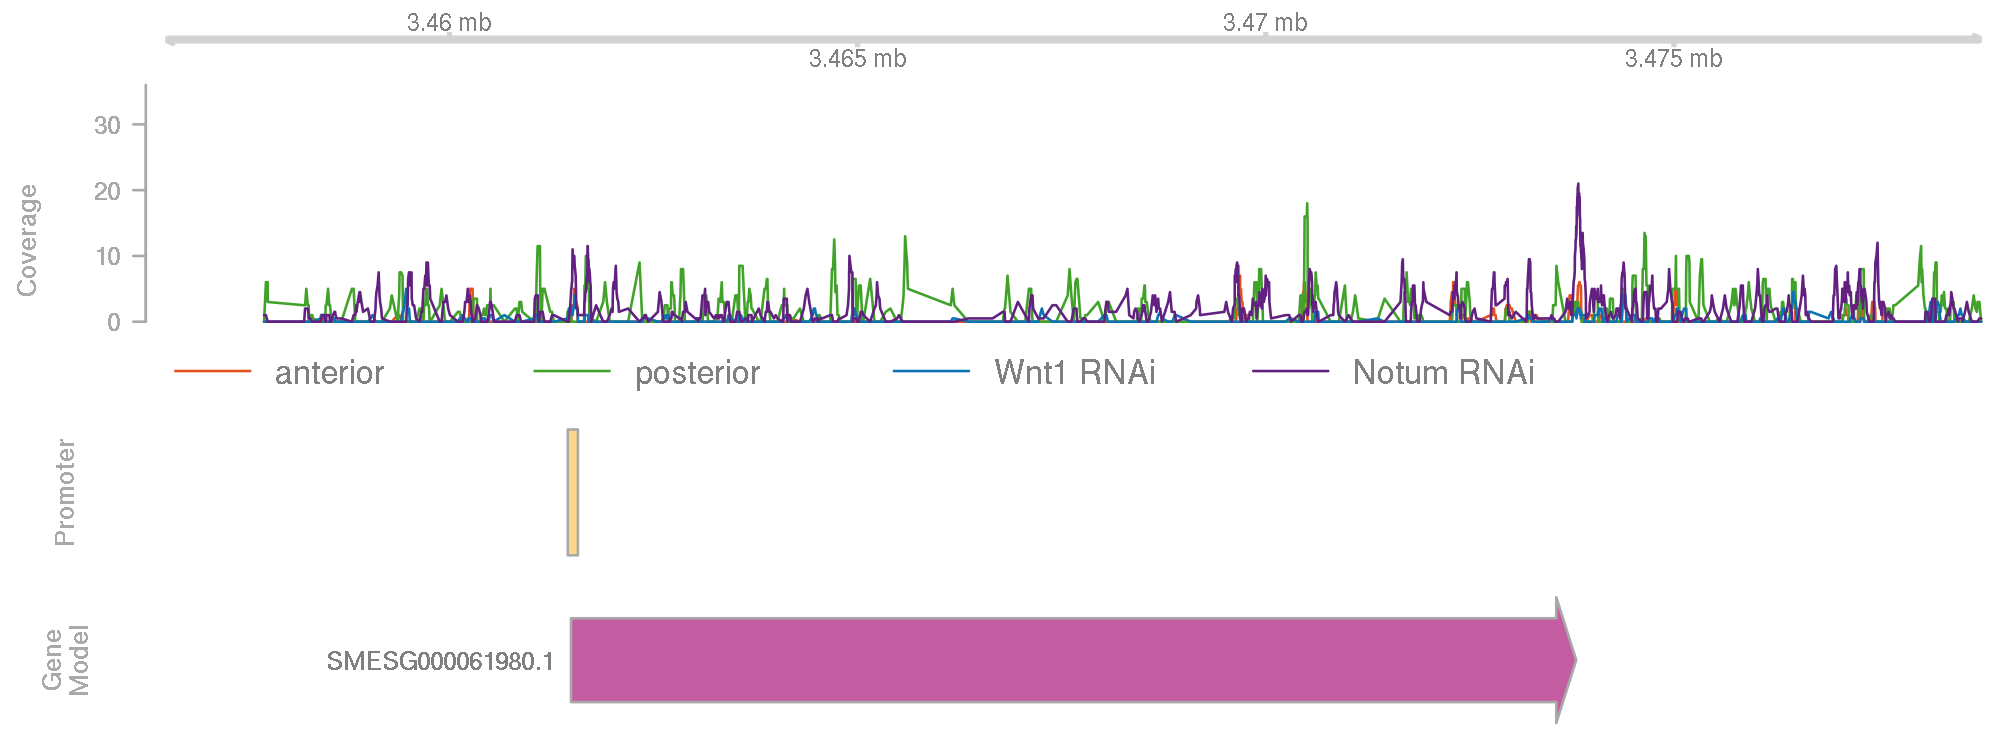 3.46 mb
3.47 mb
3.465 mb
3.475 mb
Coverage
30
20
10
0
anterior
posterior
Wnt1 RNAi
Notum RNAi
Promoter
Gene
Model
SMESG000061980.1